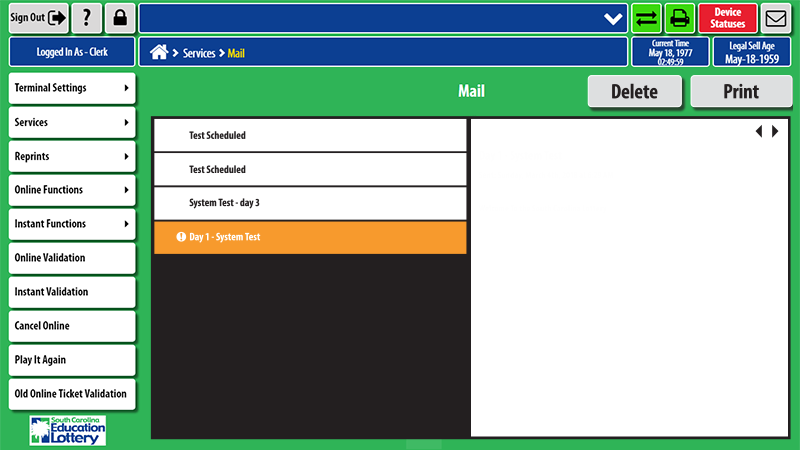 Sign Out
?
Device
Statuses
Logged In As - Clerk
Services
Mail
Current Time
May 18, 1977
02:49:59
Legal Sell Age
May-18-1959
Terminal Settings
Services
Reprints
Online Functions
Instant Functions
Online Validation
Instant Validation
Cancel Online
Play It Again
Old Online Ticket Validation
South Carolina
Education
Lottery
Mail
Delete
Print
Test Scheduled
Test Scheduled
System Test - day 3
Day 1 - System Test